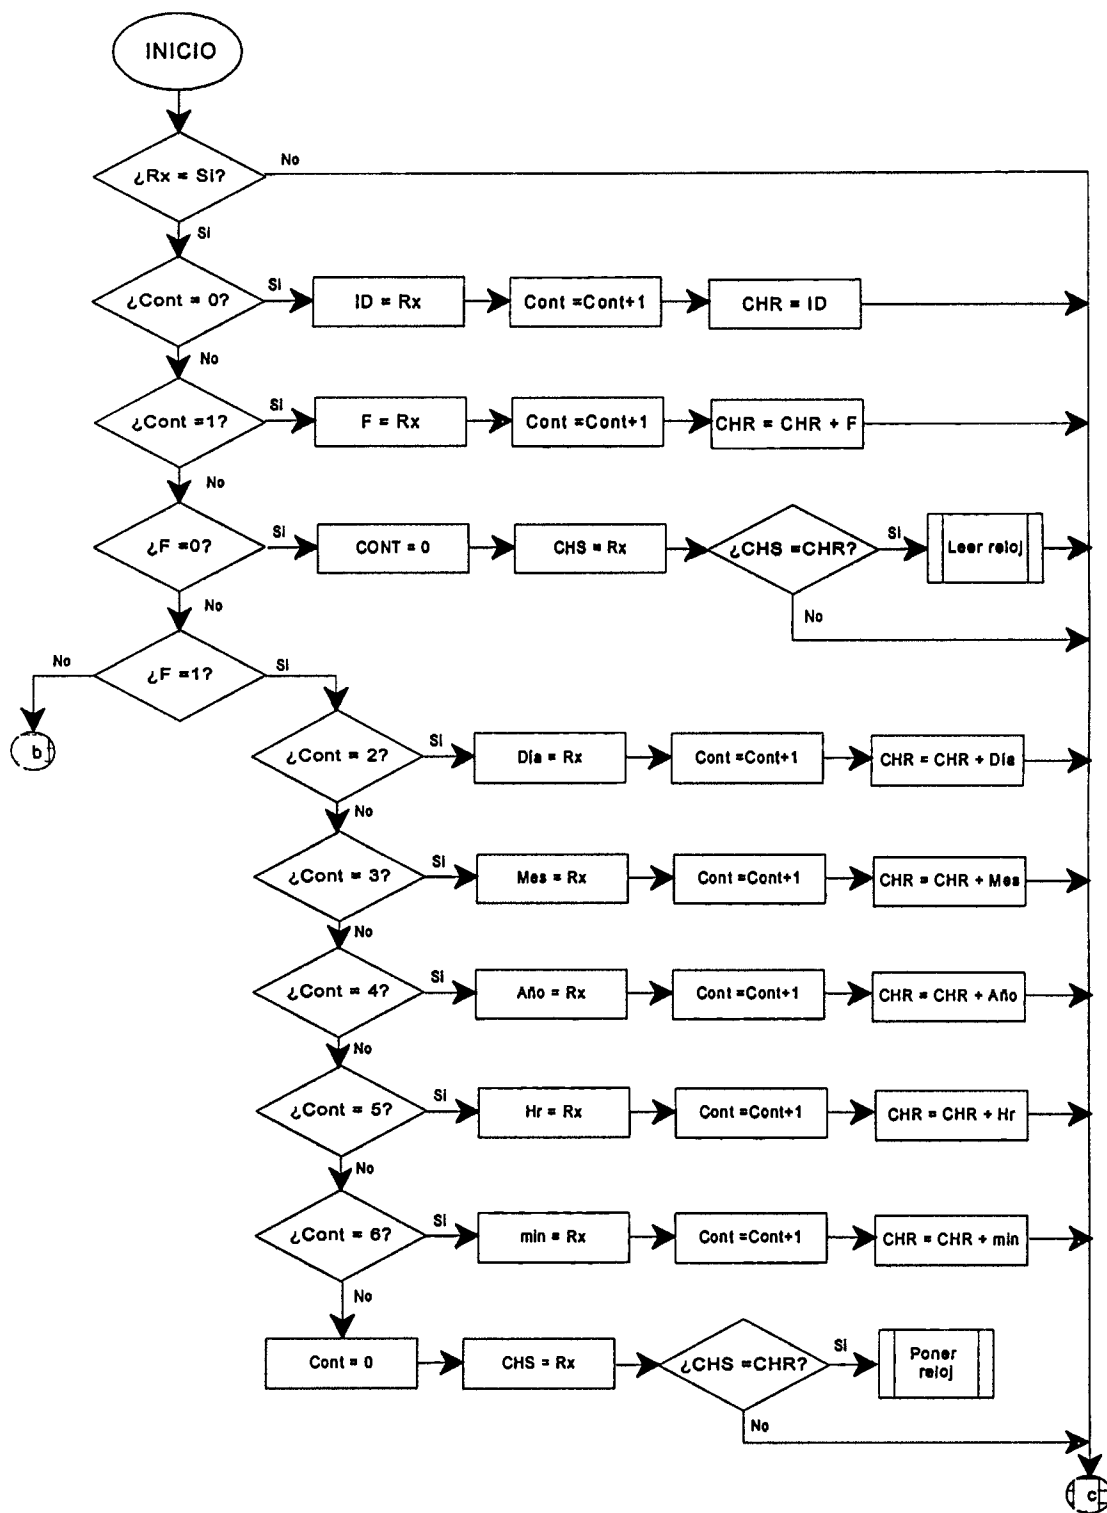 INICIO
¿Rx = Si?
No
Si
¿Cont = 0?
Si
ID = Rx
Cont =Cont+1
CHR = ID
No
¿Cont =1?
Si
F = Rx
Cont =Cont+1
CHR = CHR + F
No
¿F =0?
Si
CONT = 0
CHS = Rx
¿CHS =CHR?
Si
Leer reloj
No
No
¿F =1?
No
Si
b
¿Cont = 2?
Si
Día = Rx
Cont =Cont+1
CHR = CHR + Día
No
¿Cont = 3?
Si
Mes = Rx
Cont =Cont+1
CHR = CHR + Mes
No
¿Cont = 4?
Si
Año = Rx
Cont =Cont+1
CHR = CHR + Año
No
¿Cont = 5?
Si
Hr = Rx
Cont =Cont+1
CHR = CHR + Hr
No
¿Cont = 6?
Si
min = Rx
Cont =Cont+1
CHR = CHR + min
No
Cont = 0
CHS = Rx
¿CHS =CHR?
Si
Poner
reloj
No
c